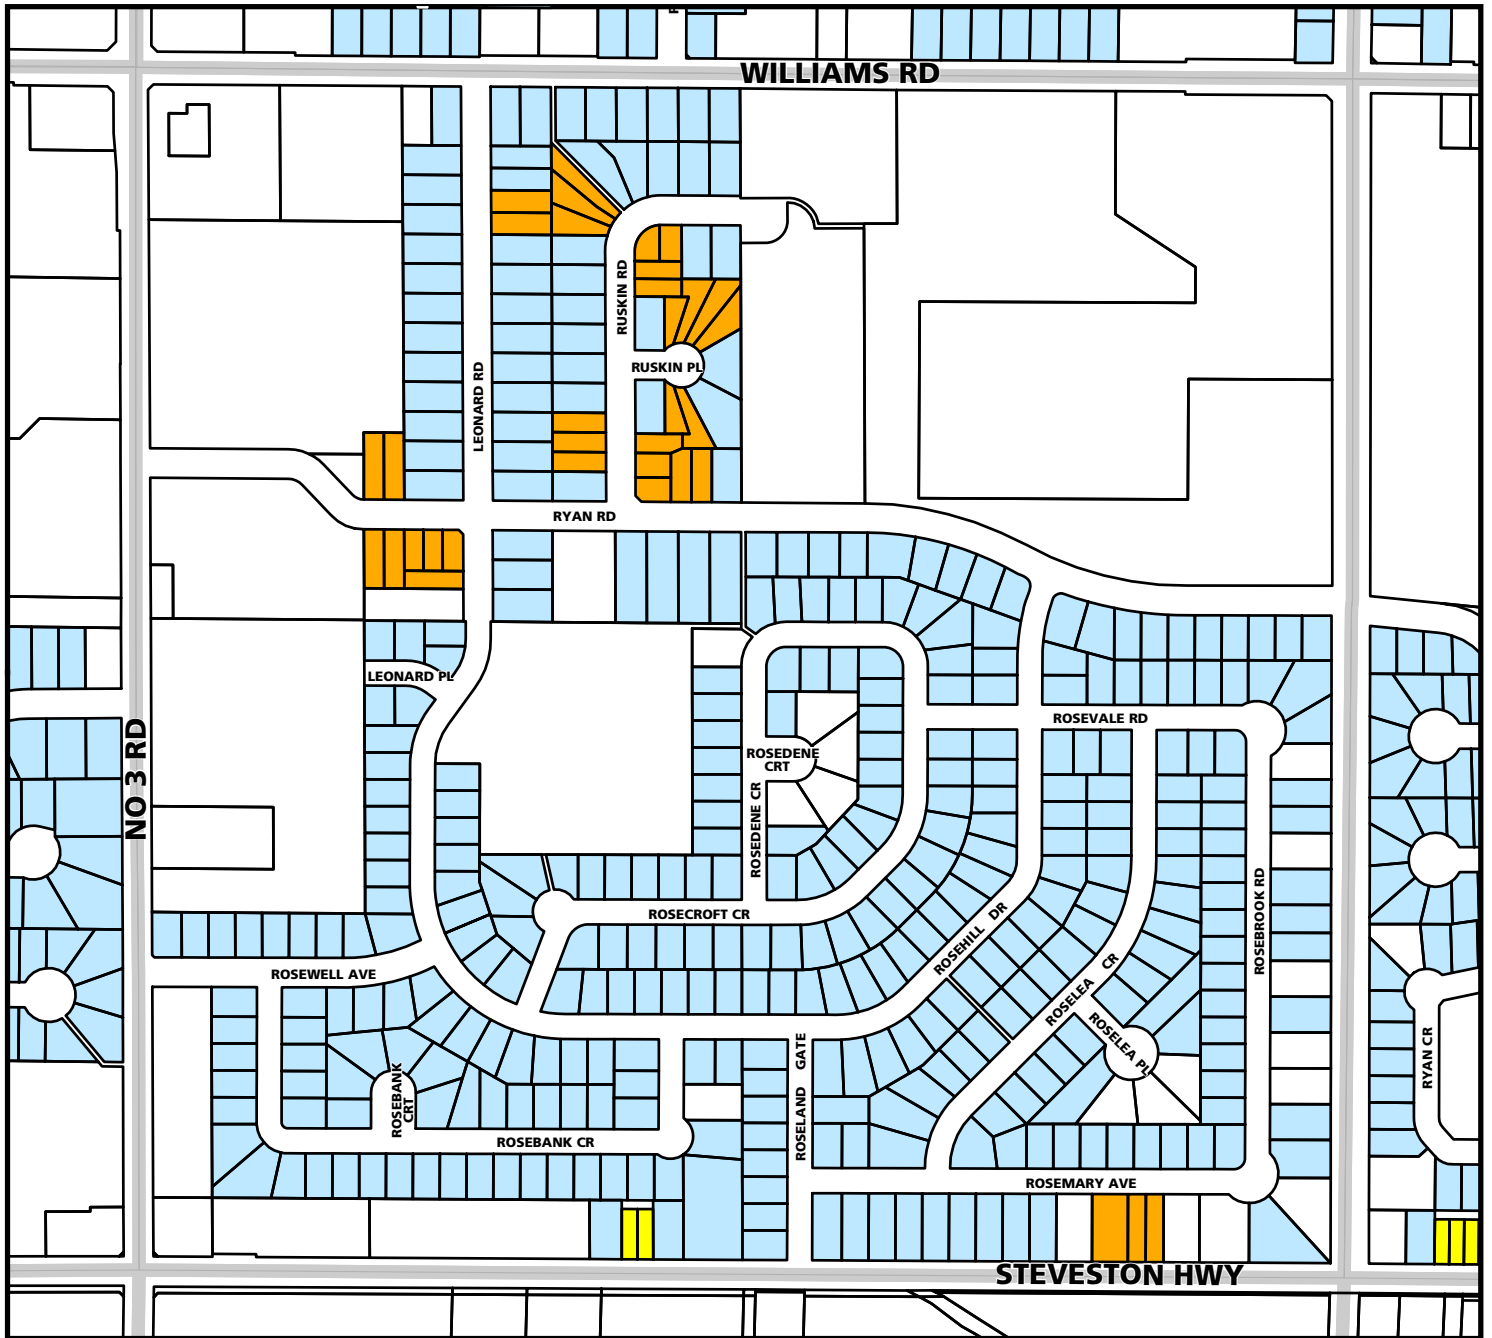 WILLIAMS RD
RUSKIN RD
RUSKIN PL
LEONARD RD
RYAN RD
LEONARD PL
NO 3 RD
ROSEVALE RD
ROSEDENE
CRT
ROSEDENE CR
ROSECROFT CR
ROSEHILL DR
ROSEBROOK RD
ROSEWELL AVE
ROSELEA CR
ROSELEA PL
ROSELAND GATE
RYAN CR
ROSEBANK
CRT
ROSEBANK CR
ROSEMARY AVE
STEVESTON HWY